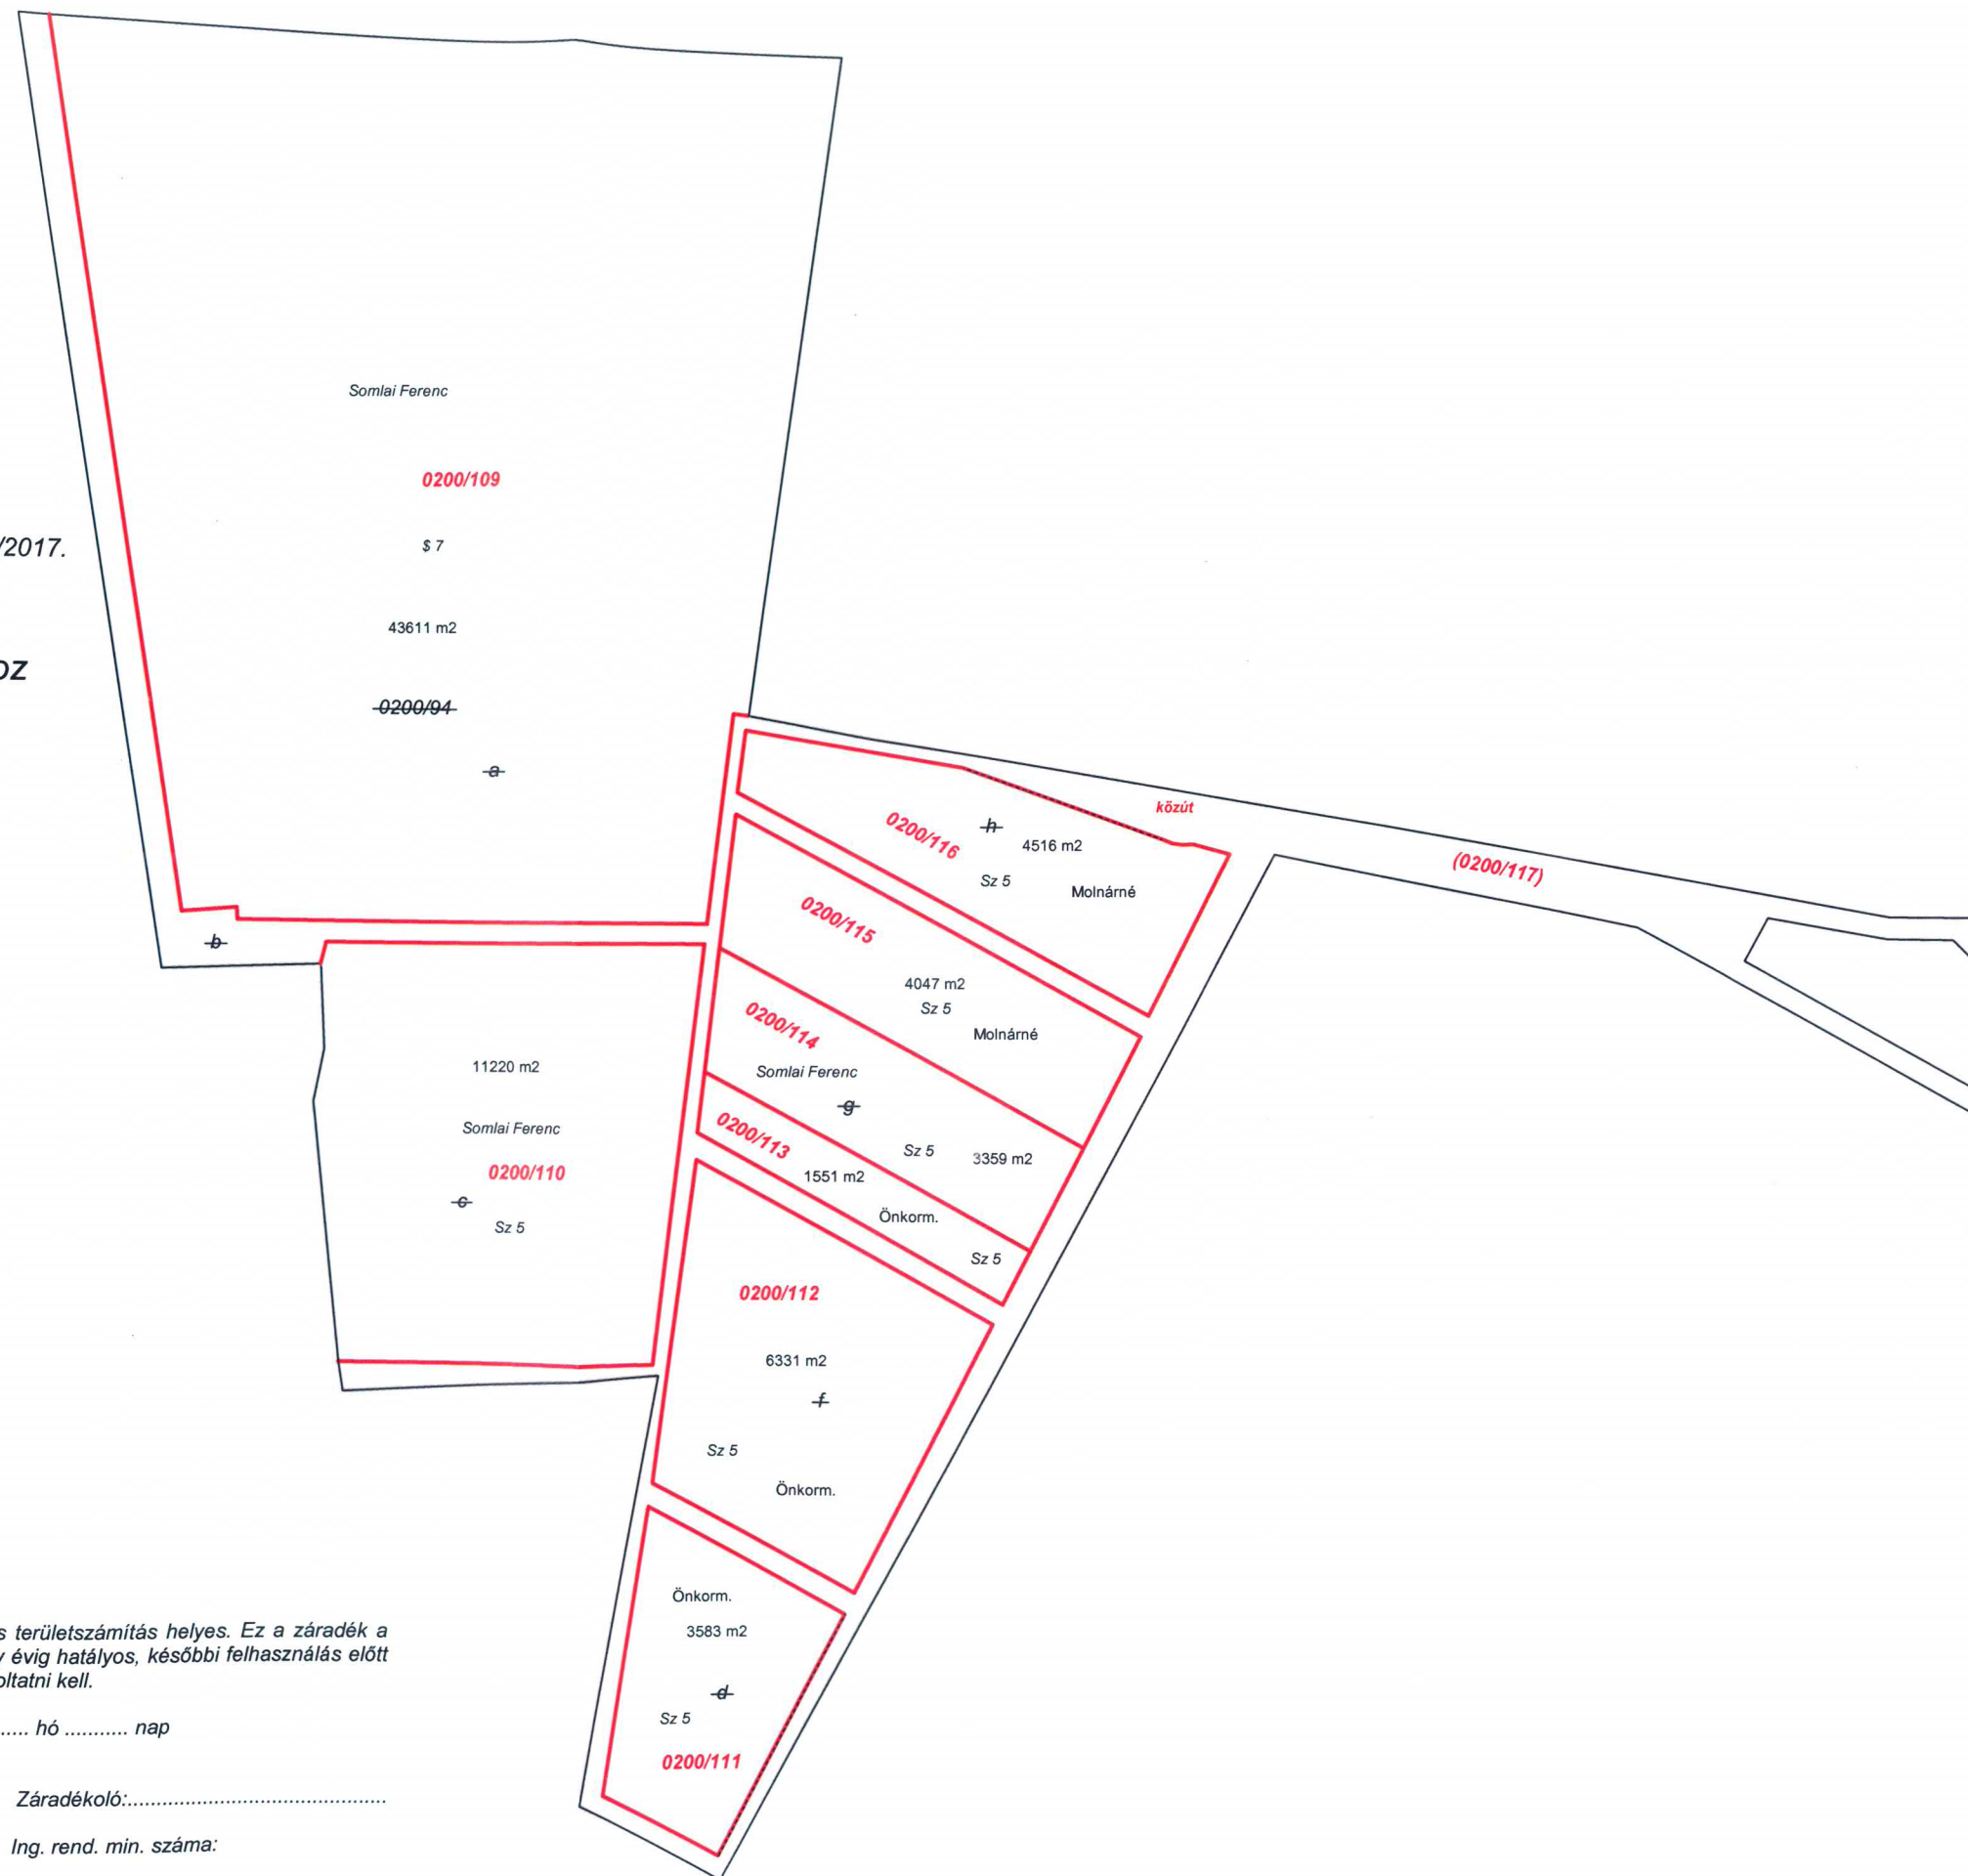 Somlai Ferenc
0200/109
/2017.
$ 7
43611 m2
oz
0200/94
a
közút
0200/116
h
4516 m2
(0200/117)
Sz 5
Molnárné
0200/115
b
4047 m2
Sz 5
0200/114
Molnárné
11220 m2
Somlai Ferenc
g
Somlai Ferenc
0200/113
Sz 5
3359 m2
0200/110
1551 m2
c
Önkorm.
Sz 5
Sz 5
0200/112
6331 m2
f
Sz 5
Önkorm.
Önkorm.
3583 m2
d
Sz 5
0200/111
s területszámítás helyes. Ez a záradék a
y évig hatályos, későbbi felhasználás előtt
oltatni kell.
..... hó ........... nap
Záradékoló:.............................................
Ing. rend. min. száma: